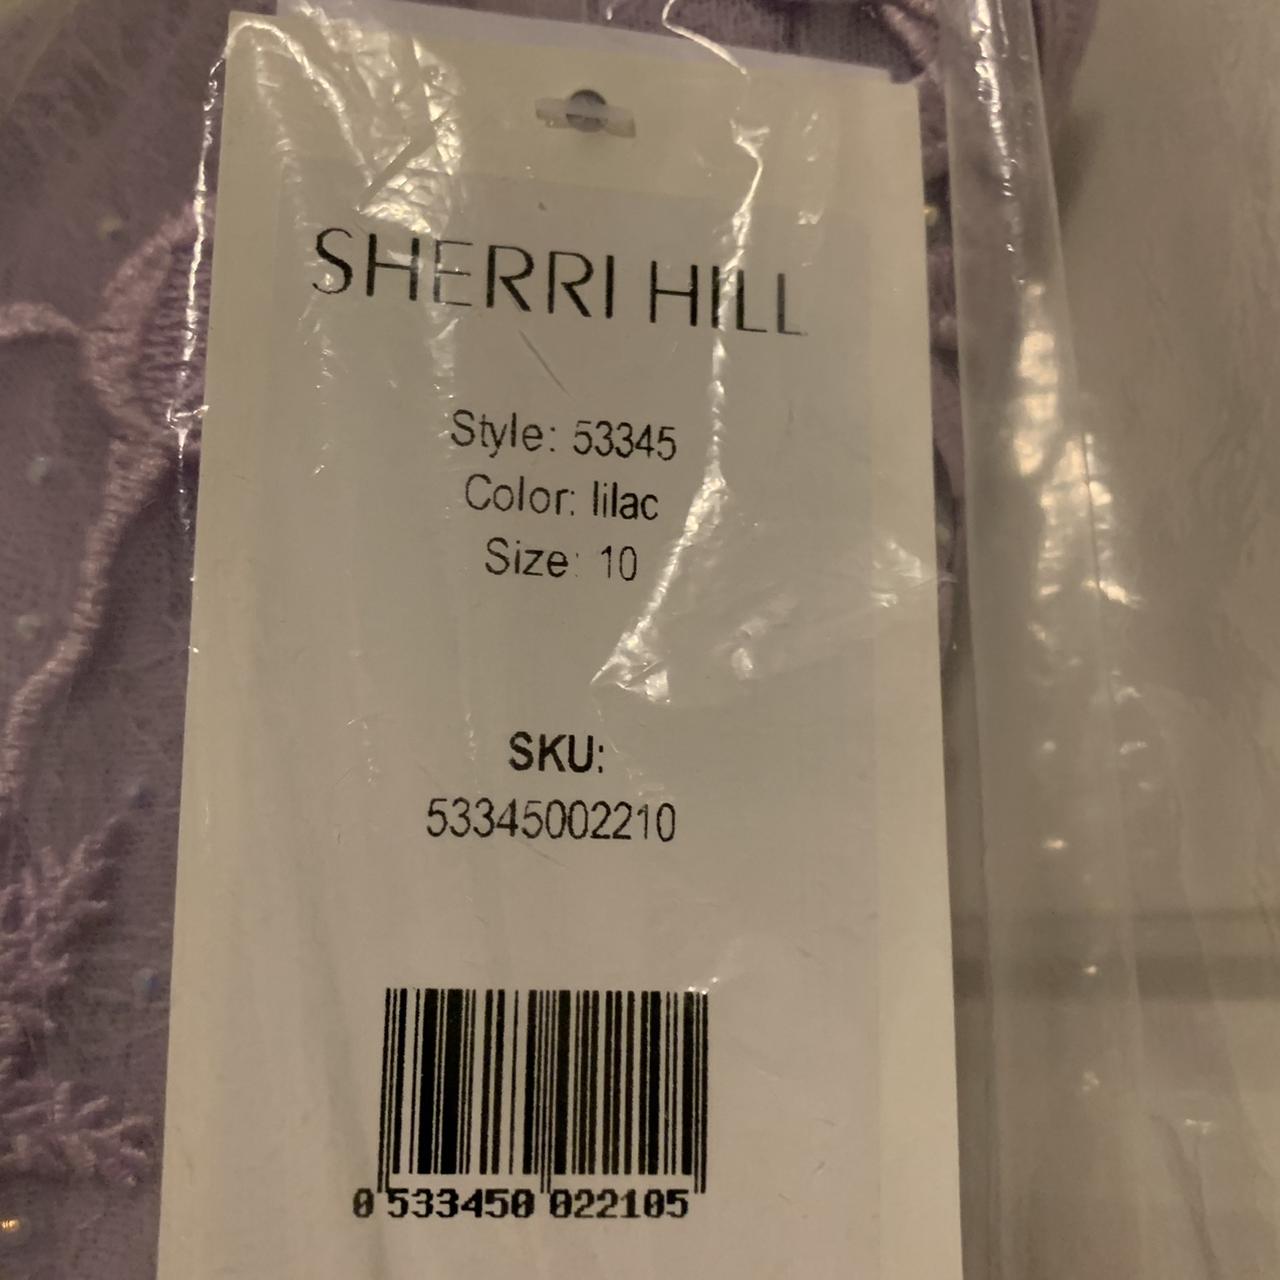 SHERRI HILL
Style: 53345
Color: lilac
Size: 10
SKU:
53345002210
0 533450 022105